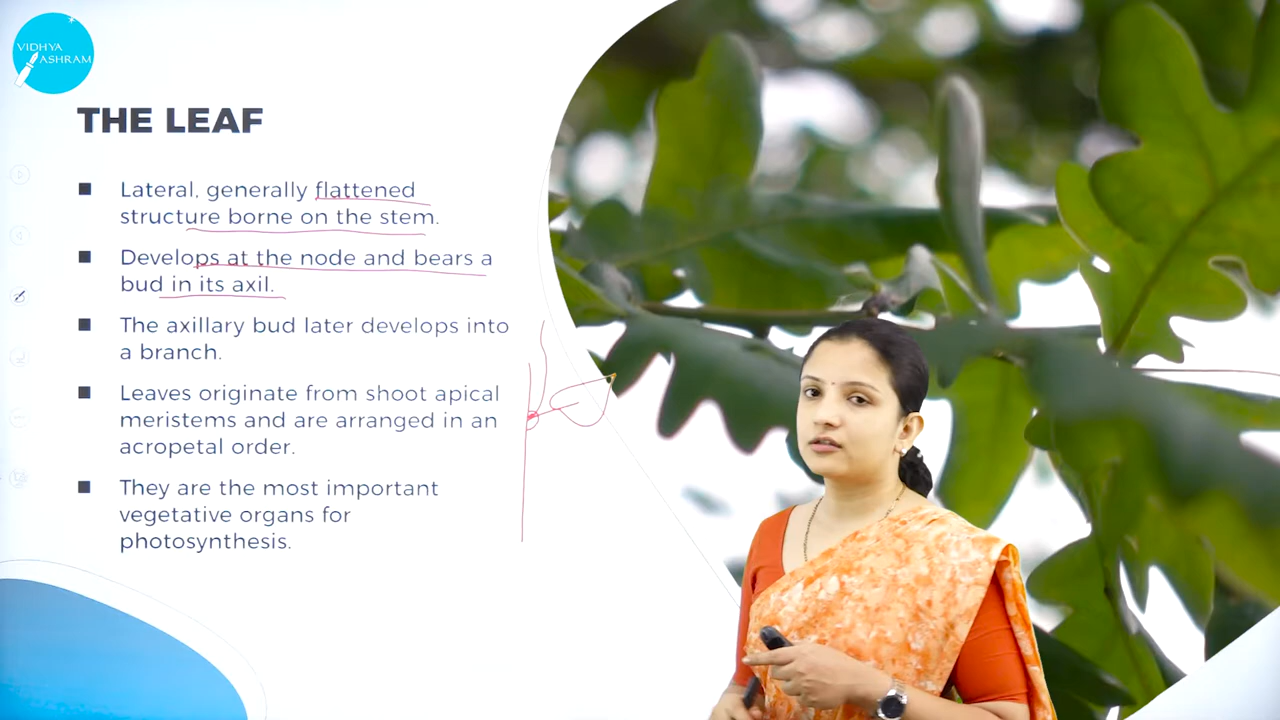 VIDHYA
ASHRAM
THE LEAF
Lateral, generally flattened
structure borne on the stem.
Develops at the node and bears a
bud in its axil.
The axillary bud later develops into
a branch.
Leaves originate from shoot apical
meristems and are arranged in an
acropetal order.
They are the most important
vegetative organs for
photosynthesis.